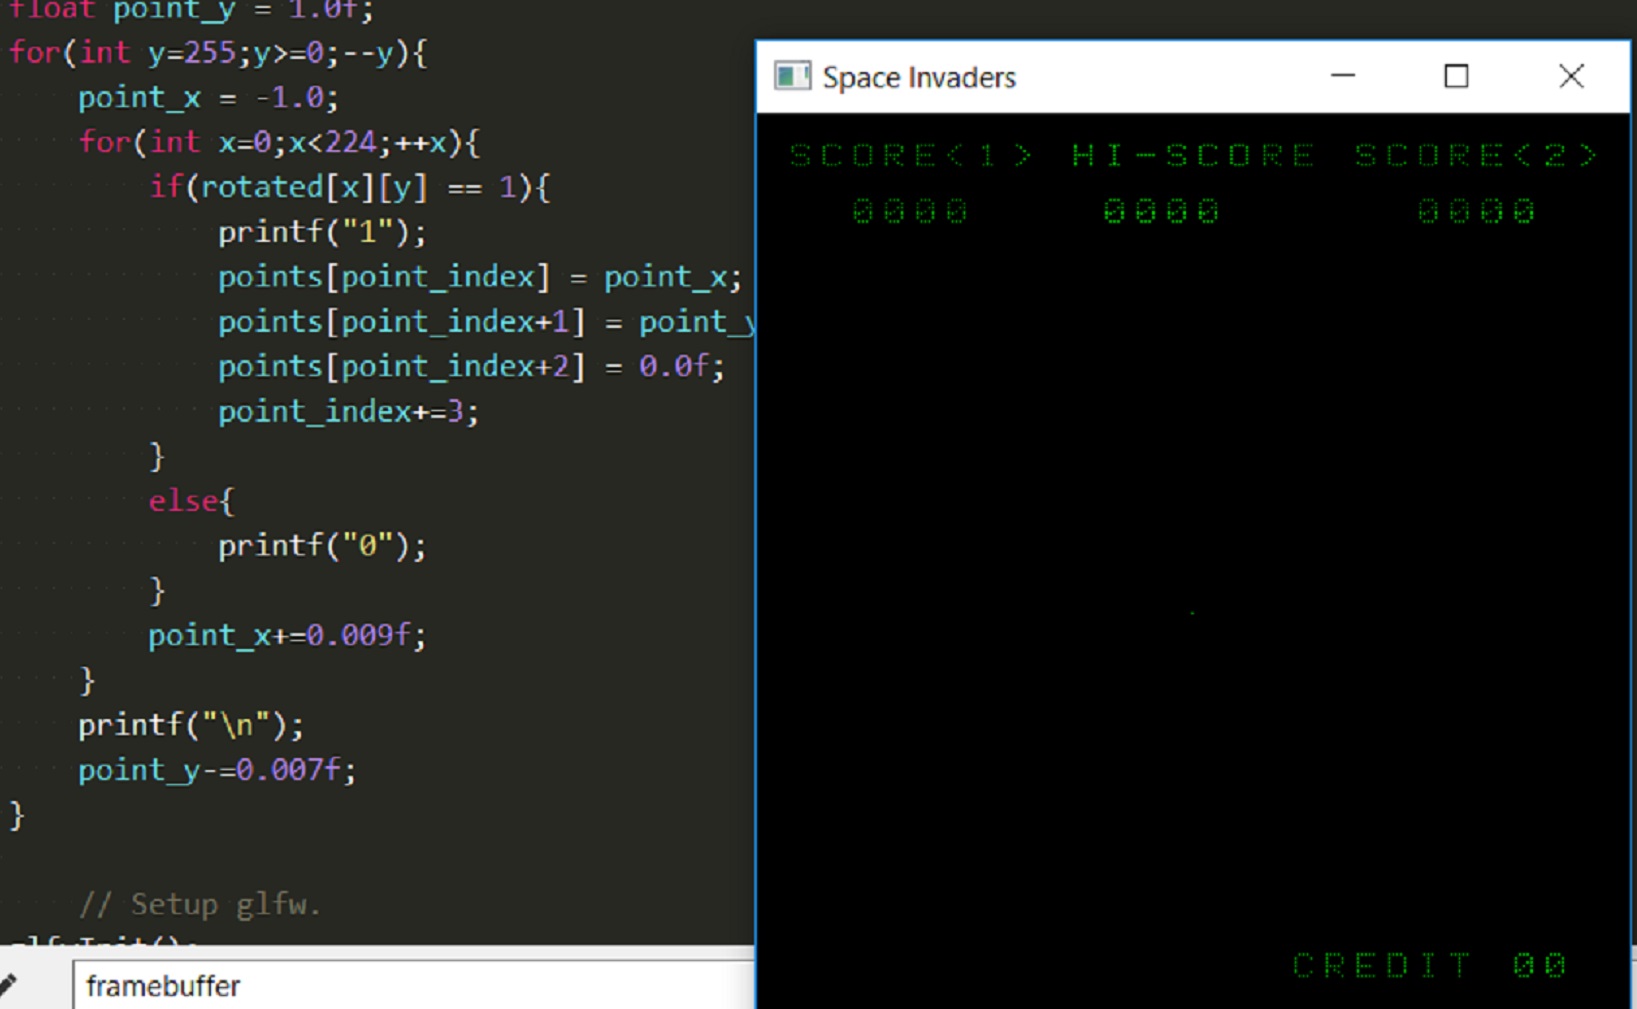 float point_y = 1.0f;
for(int y=255;y>=0;--y){
point_x = -1.0;
for(int x=0;x<224;++x){
if(rotated[x][y] == 1){
printf("1");
points[point_index] = point_x;
points[point_index+1] = point_y
points[point_index+2] = 0.0f;
point_index+=3;
}
else{
printf("0");
}
point_x+=0.009f;
}
printf("\n");
point_y-=0.007f;
}
// Setup glfw.
glfwInit();
framebuffer
Space Invaders
SCORE<1> HI-SCORE SCORE<2>
0000 0000 0000
CREDIT 00